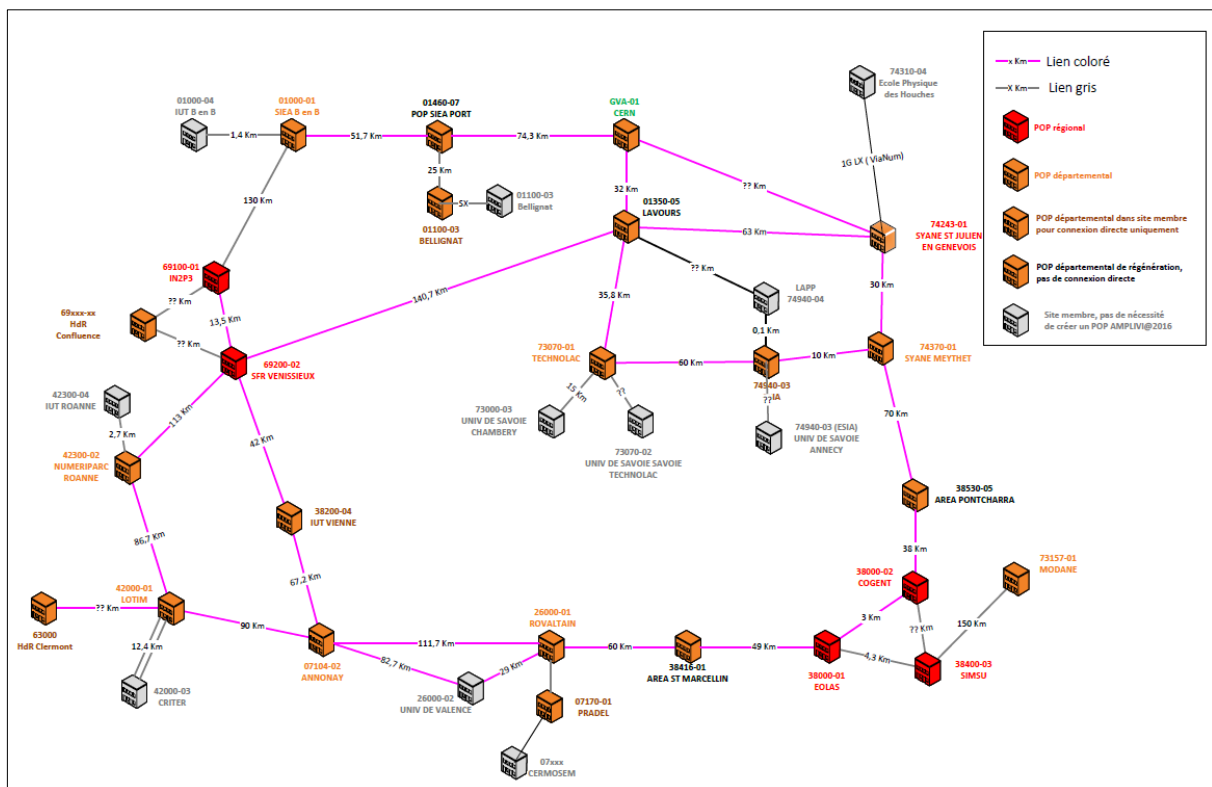 74310-04
Ecole Physique
des Houches
x Km
Lien coloré
X Km
Lien gris
POP régional
POP départemental
POP départemental dans site membre
pour connexion directe uniquement
POP départemental de régénération,
pas de connexion directe
Site membre, pas de nécessité
de créer un POP AMPLIVI@2016
01000-04
IUT B en B
1,4 Km
01000-01
SIEA B en B
51,7 Km
01460-07
POP SIEA PORT
74,3 Km
GVA-01
CERN
1G LX ( ViaNum)
25 Km
01100-03
BELLIGNAT
SX
01100-03
Bellignat
32 Km
?? Km
130 Km
01350-05
LAVOURS
63 Km
74243-01
SYANE ST JULIEN
EN GENEVOIS
69100-01
IN2P3
?? Km
13,5 Km
140,7 Km
?? Km
35,8 Km
LAPP
74940-04
30 Km
69xxx-xx
HdR
Confluence
?? Km
69200-02
SFR VENISSIEUX
0,1 Km
73070-01
TECHNOLAC
60 Km
10 Km
74370-01
SYANE MEYTHET
74940-03
IA
??
42300-04
IUT ROANNE
2,7 Km
113 Km
42 Km
15 Km
??
73000-03
UNIV DE SAVOIE
CHAMBERY
73070-02
UNIV DE SAVOIE SAVOIE
TECHNOLAC
74940-03 (ESIA)
UNIV DE SAVOIE
ANNECY
70 Km
42300-02
NUMERIPARC
ROANNE
38530-05
AREA PONTCHARRA
38200-04
IUT VIENNE
86,7 Km
67,2 Km
38 Km
38000-02
COGENT
73157-01
MODANE
42000-01
LOTIM
?? Km
63000
HdR Clermont
12,4 Km
42000-03
CRITER
90 Km
07104-02
ANNONAY
111,7 Km
82,7 Km
29 Km
26000-02
UNIV DE VALENCE
26000-01
ROVALTAIN
60 Km
38416-01
AREA ST MARCELLIN
49 Km
3 Km
?? Km
150 Km
4,3 Km
38000-01
EOLAS
38400-03
SIMSU
07170-01
PRADEL
07xxx
CERMOSEM